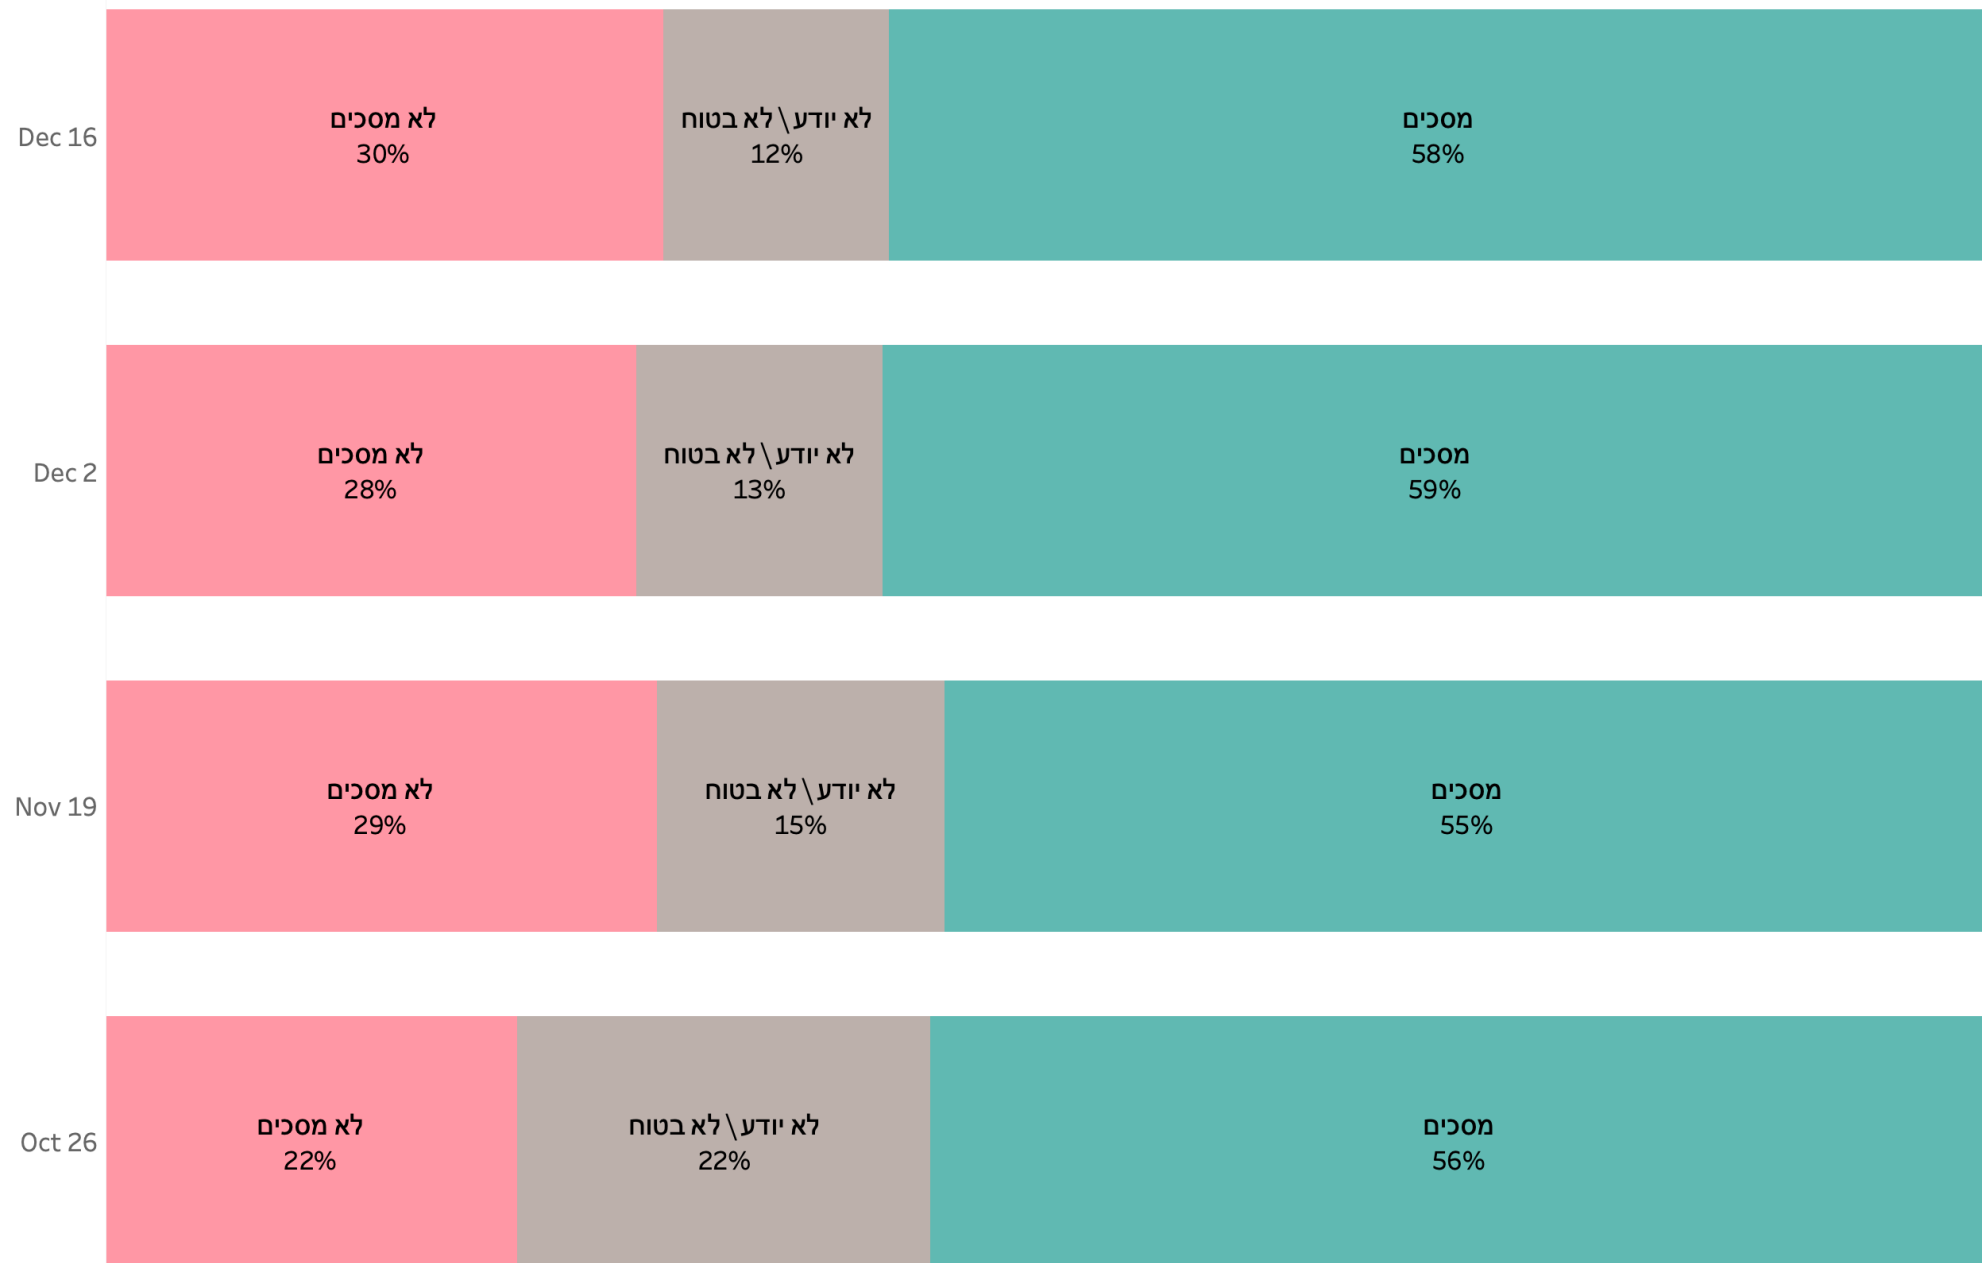 Dec 16
לא מסכים
30%
לא יודע\לא בטוח
12%
מסכים
58%
Dec 2
לא מסכים
28%
לא יודע\לא בטוח
13%
מסכים
59%
Nov 19
לא מסכים
29%
לא יודע\לא בטוח
15%
מסכים
55%
Oct 26
לא מסכים
22%
לא יודע\לא בטוח
22%
מסכים
56%